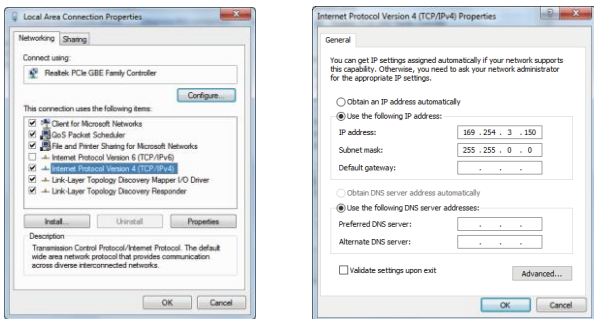 Local Area Connection Properties
Networking
Sharing
Connect using:
Realtek PCIe GBE Family Controller
Configure...
This connection uses the following items:
Client for Microsoft Networks
QoS Packet Scheduler
File and Printer Sharing for Microsoft Networks
Internet Protocol Version 6 (TCP/IPv6)
Internet Protocol Version 4 (TCP/IPv4)
Link-Layer Topology Discovery Mapper I/O Driver
Link-Layer Topology Discovery Responder
Install...
Uninstall
Properties
Description
Transmission Control Protocol/Internet Protocol. The default
wide area network protocol that provides communication
across diverse interconnected networks.
OK
Cancel
Internet Protocol Version 4 (TCP/IPv4) Properties
General
You can get IP settings assigned automatically if your network supports
this capability. Otherwise, you need to ask your network administrator
for the appropriate IP settings.
Obtain an IP address automatically
Use the following IP address:
IP address: 169 . 254 . 3 . 150
Subnet mask: 255 . 255 . 0 . 0
Default gateway: . . .
Obtain DNS server address automatically
Use the following DNS server addresses:
Preferred DNS server: . . .
Alternate DNS server: . . .
Validate settings upon exit
Advanced...
OK
Cancel